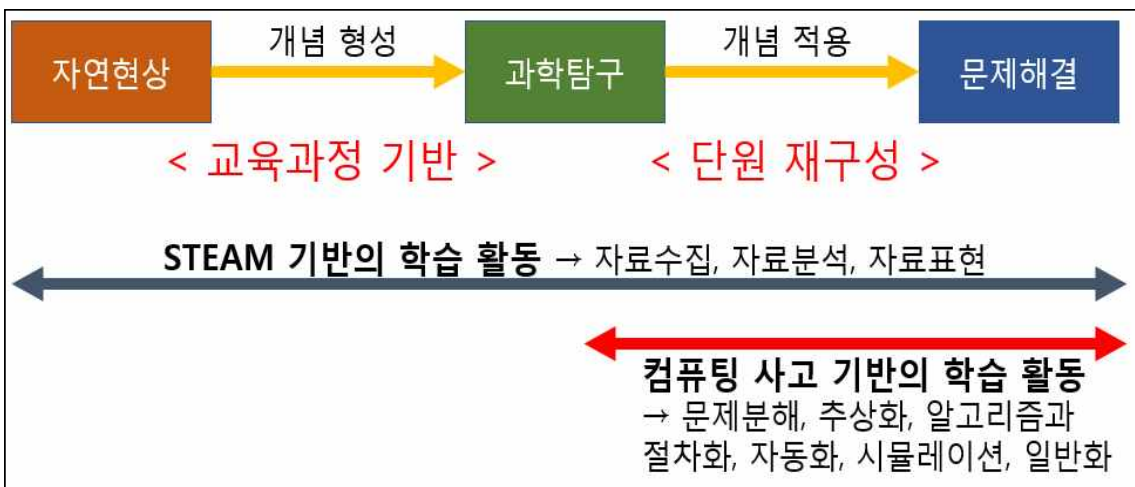 자연현상
개념 형성
과학탐구
개념 적용
문제해결
< 교육과정 기반 >
< 단원 재구성 >
STEAM 기반의 학습 활동 → 자료수집, 자료분석, 자료표현
컴퓨팅 사고 기반의 학습 활동
→ 문제분해, 추상화, 알고리즘과
절차화, 자동화, 시뮬레이션, 일반화